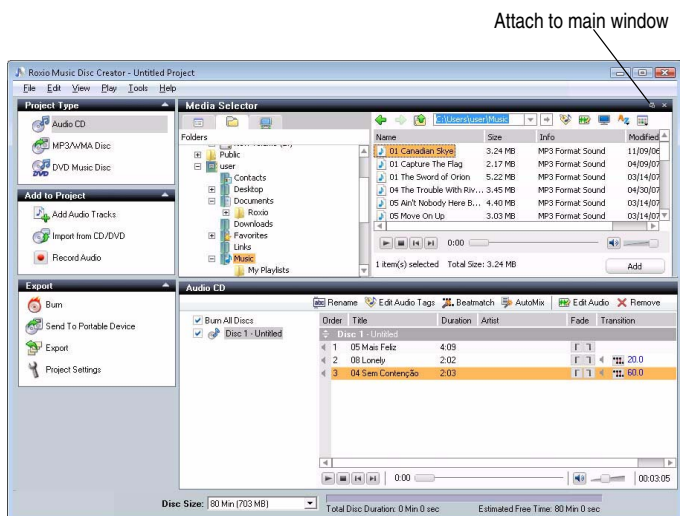 Attach to main window
Roxio Music Disc Creator - Untitled Project
File Edit View Play Tools Help
Project Type
Audio CD
MP3/WMA Disc
DVD Music Disc
Add to Project
Add Audio Tracks
Import from CD/DVD
Record Audio
Export
Burn
Send To Portable Device
Export
Project Settings
Media Selector
C:\Users\user\Music
Folders
Public
user
Contacts
Desktop
Documents
Roxio
Downloads
Favorites
Links
Music
My Playlists
Name Size Info Modified
01 Canadian Skye 3.24 MB MP3 Format Sound 11/09/06
01 Capture The Flag 2.17 MB MP3 Format Sound 04/09/07
01 The Sword of Orion 5.22 MB MP3 Format Sound 03/14/07
04 The Trouble With Riv... 3.45 MB MP3 Format Sound 04/30/07
05 Ain't Nobody Here B... 4.40 MB MP3 Format Sound 03/14/07
05 Move On Up 3.03 MB MP3 Format Sound 03/14/07
0:00
1 item(s) selected Total Size: 3.24 MB
Add
Audio CD
Rename Edit Audio Tags Beatmatch AutoMix Edit Audio Remove
Burn All Discs
Disc 1 - Untitled
Order Title Duration Artist Fade Transition
Disc 1 - Untitled
1 05 Mais Feliz 4:09
2 08 Lonely 2:02 20.0
3 04 Sem Contenção 2:03 60.0
0:00 00:03:05
Disc Size: 80 Min (703 MB)
Total Disc Duration: 0 Min 0 sec Estimated Free Time: 80 Min 0 sec